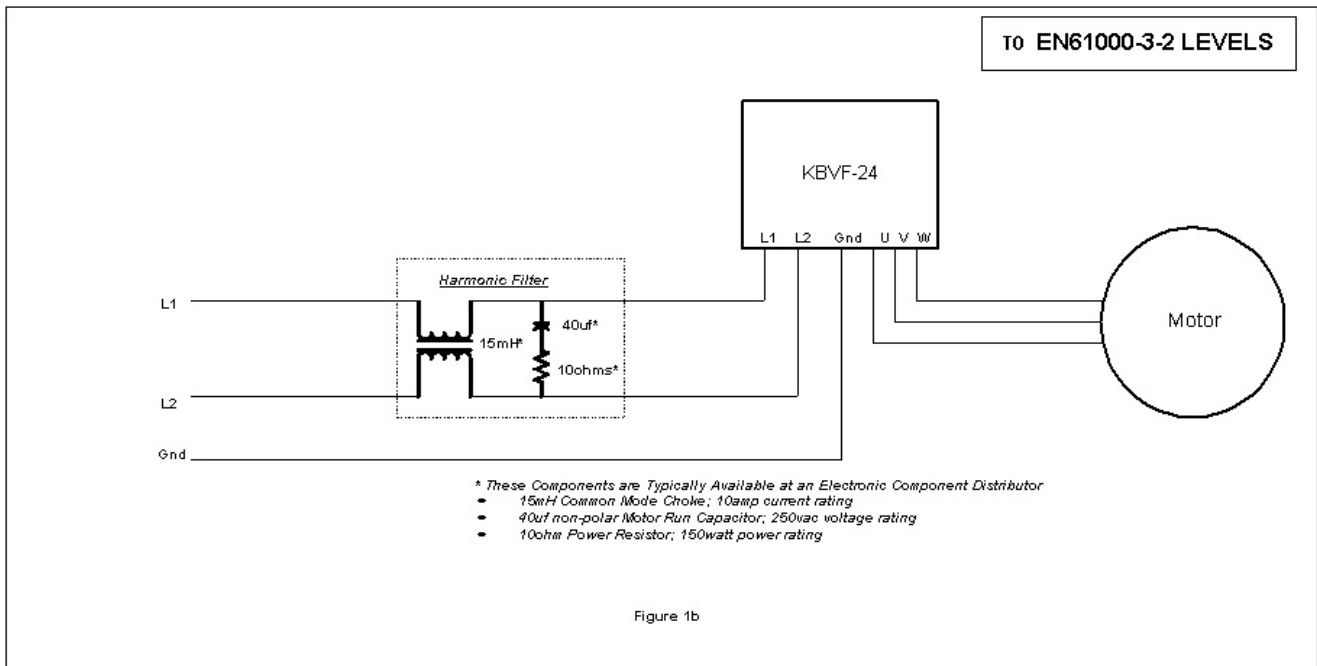 TO EN61000-3-2 LEVELS
KBVF-24
L1 L2 Gnd U V W
Harmonic Filter
L1
40uf*
15mH*
Motor
10ohms*
L2
Gnd
* These Components are Typically Available at an Electronic Component Distributor
• 15mH Common Mode Choke; 10amp current rating
• 40uf non-polar Motor Run Capacitor; 250vac voltage rating
• 10ohm Power Resistor; 150watt power rating
Figure 1b